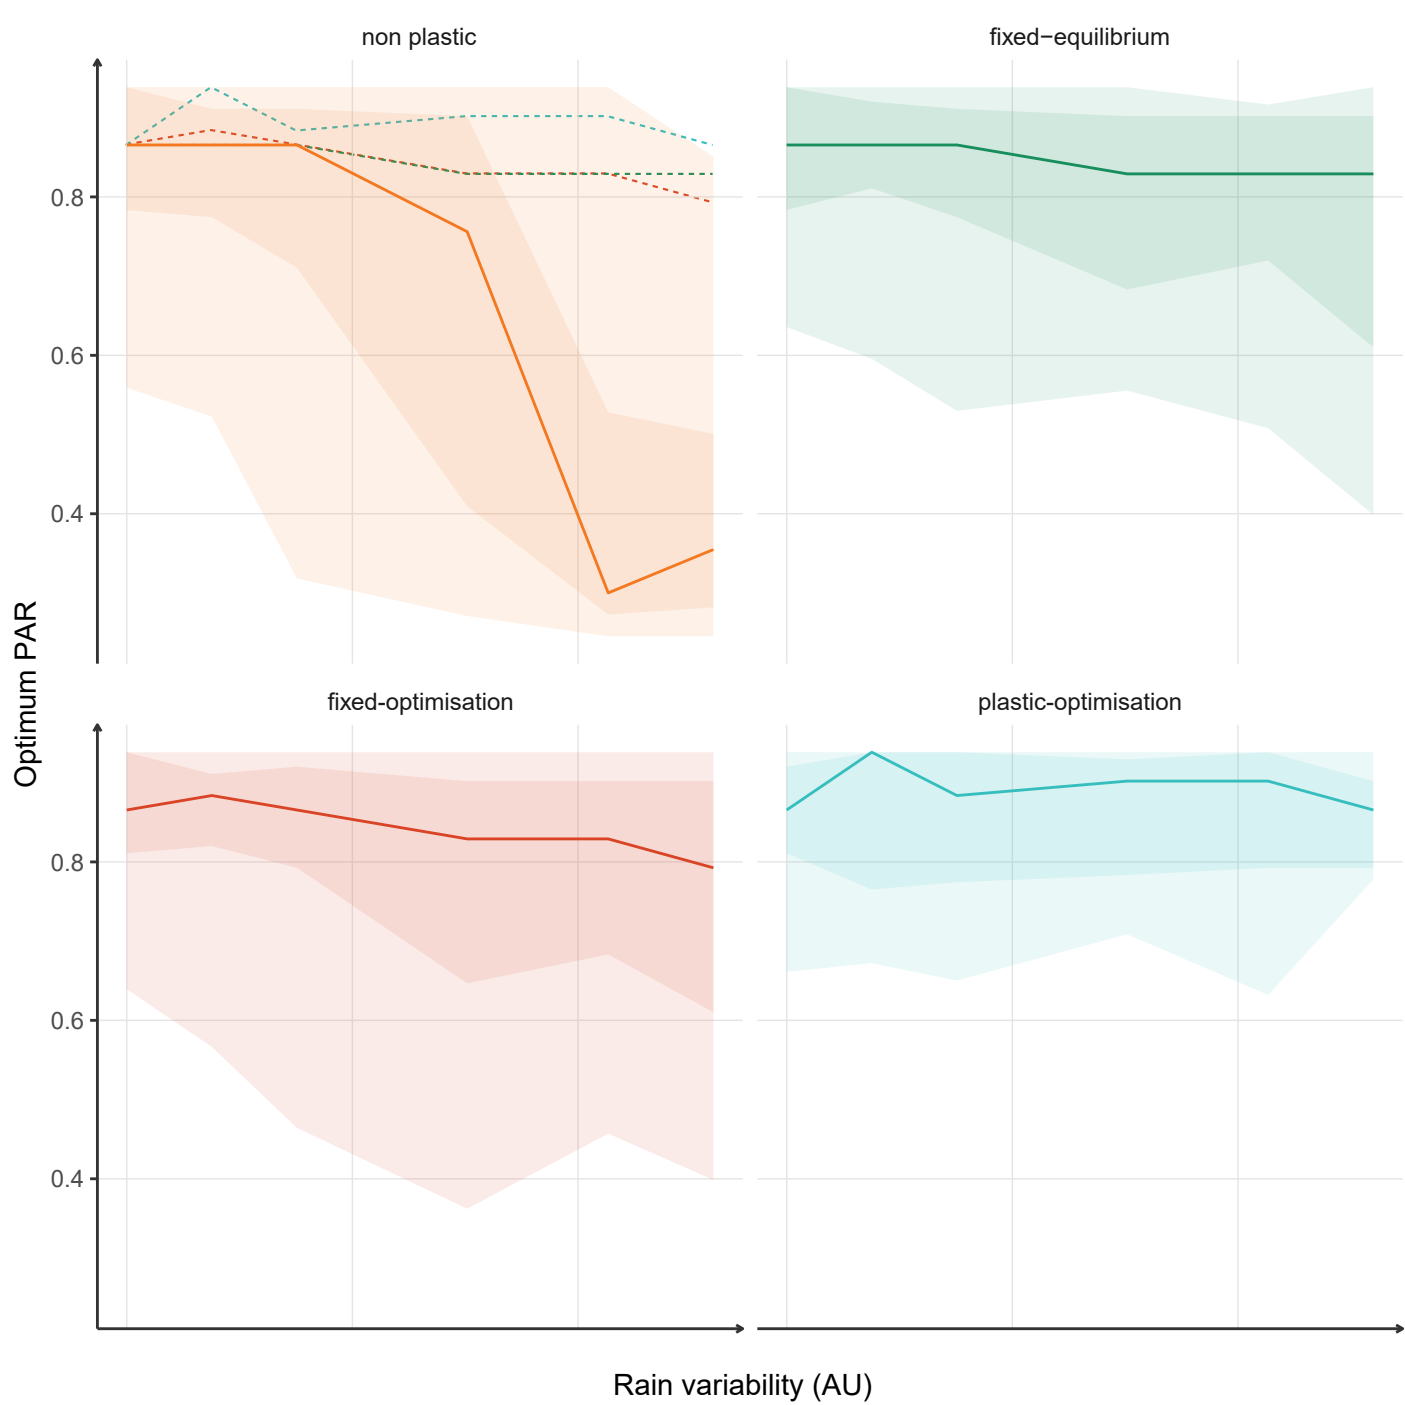 non plastic
fixed−equilibrium
0.8
0.6
0.4
Optimum PAR
fixed-optimisation
plastic-optimisation
0.8
0.6
0.4
Rain variability (AU)